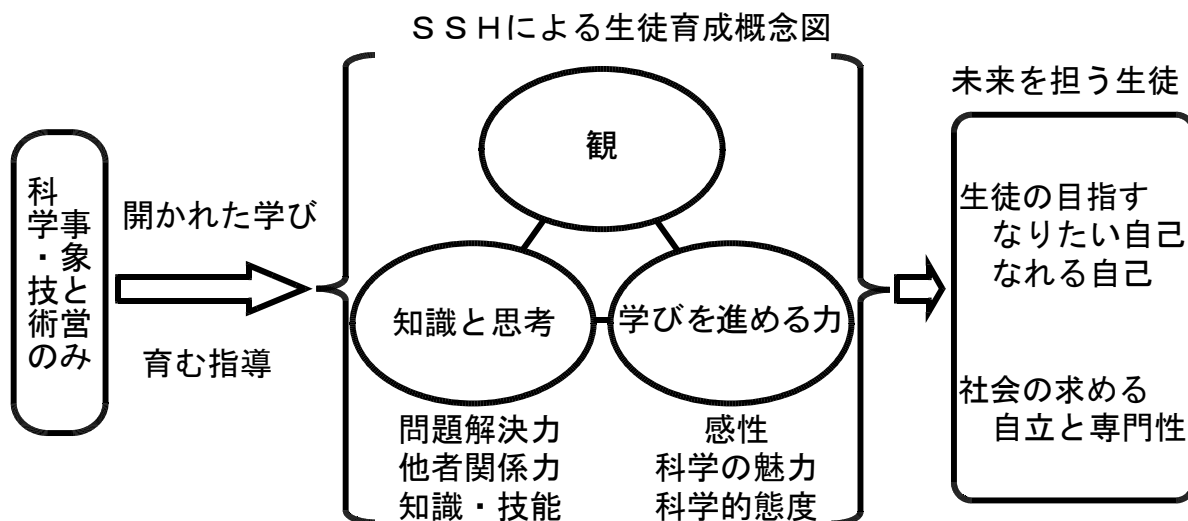 ＳＳＨによる生徒育成概念図
科学・技術の
事象と営み
開かれた学び
育む指導
観
知識と思考
学びを進める力
問題解決力
他者関係力
知識・技能
感性
科学の魅力
科学的態度
未来を担う生徒
生徒の目指す
なりたい自己
なれる自己
社会の求める
自立と専門性